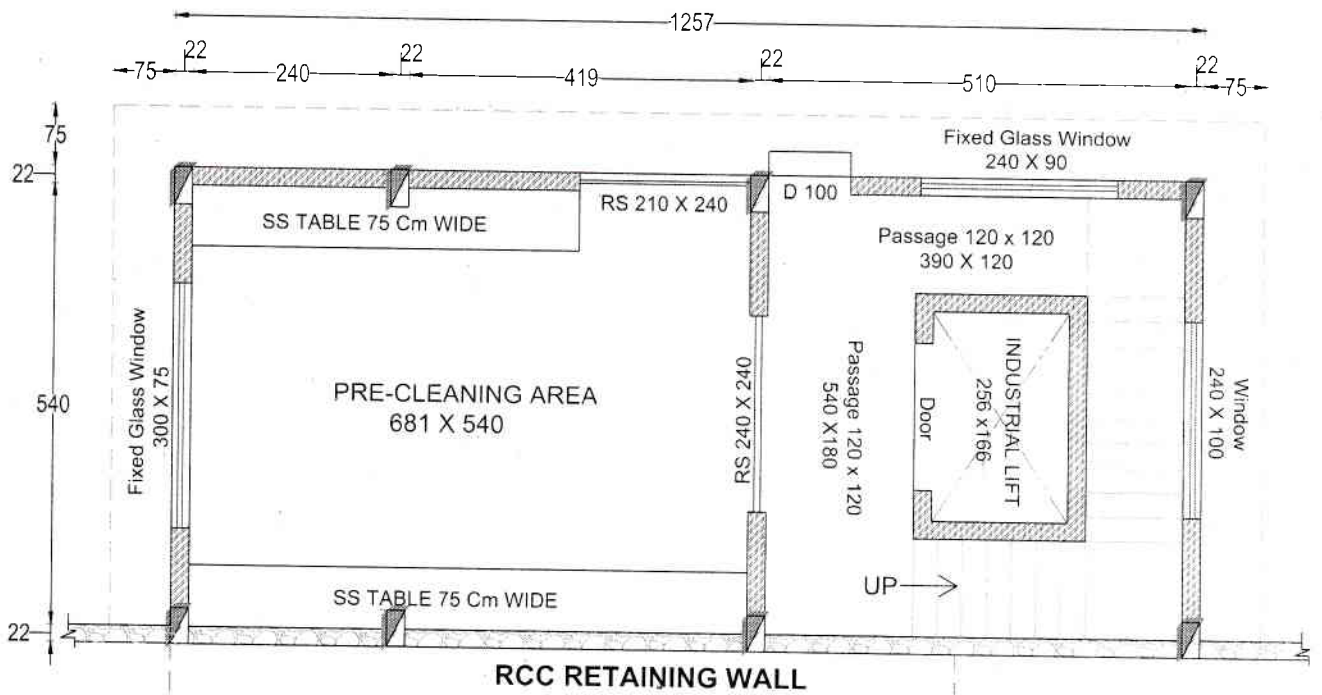 1257
22
22
22
22
75
240
419
510
75
75
22
Fixed Glass Window
240 X 90
RS 210 X 240
D 100
SS TABLE 75 Cm WIDE
Passage 120 x 120
390 X 120
Fixed Glass Window
300 X 75
540
PRE-CLEANING AREA
681 X 540
RS 240 X 240
Passage 120 x 120
540 X180
Door
INDUSTRIAL LIFT
256 x166
Window
240 X 100
UP
SS TABLE 75 Cm WIDE
22
RCC RETAINING WALL